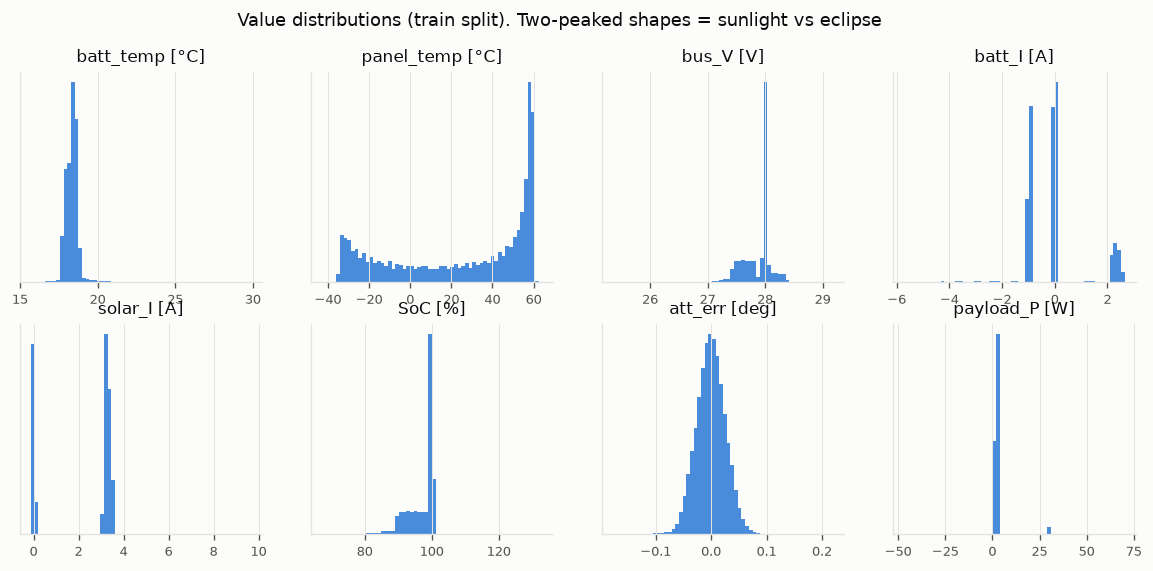 Value distributions (train split). Two-peaked shapes = sunlight vs eclipse
batt_temp [°C]
panel_temp [°C]
bus_V [V]
batt_I [A]
15 20 25 30
−40 −20 0 20 40 60
26 27 28 29
−6 −4 −2 0 2
solar_I [A]
SoC [%]
att_err [deg]
payload_P [W]
0 2 4 6 8 10
80 100 120
−0.1 0.0 0.1 0.2
−50 −25 0 25 50 75